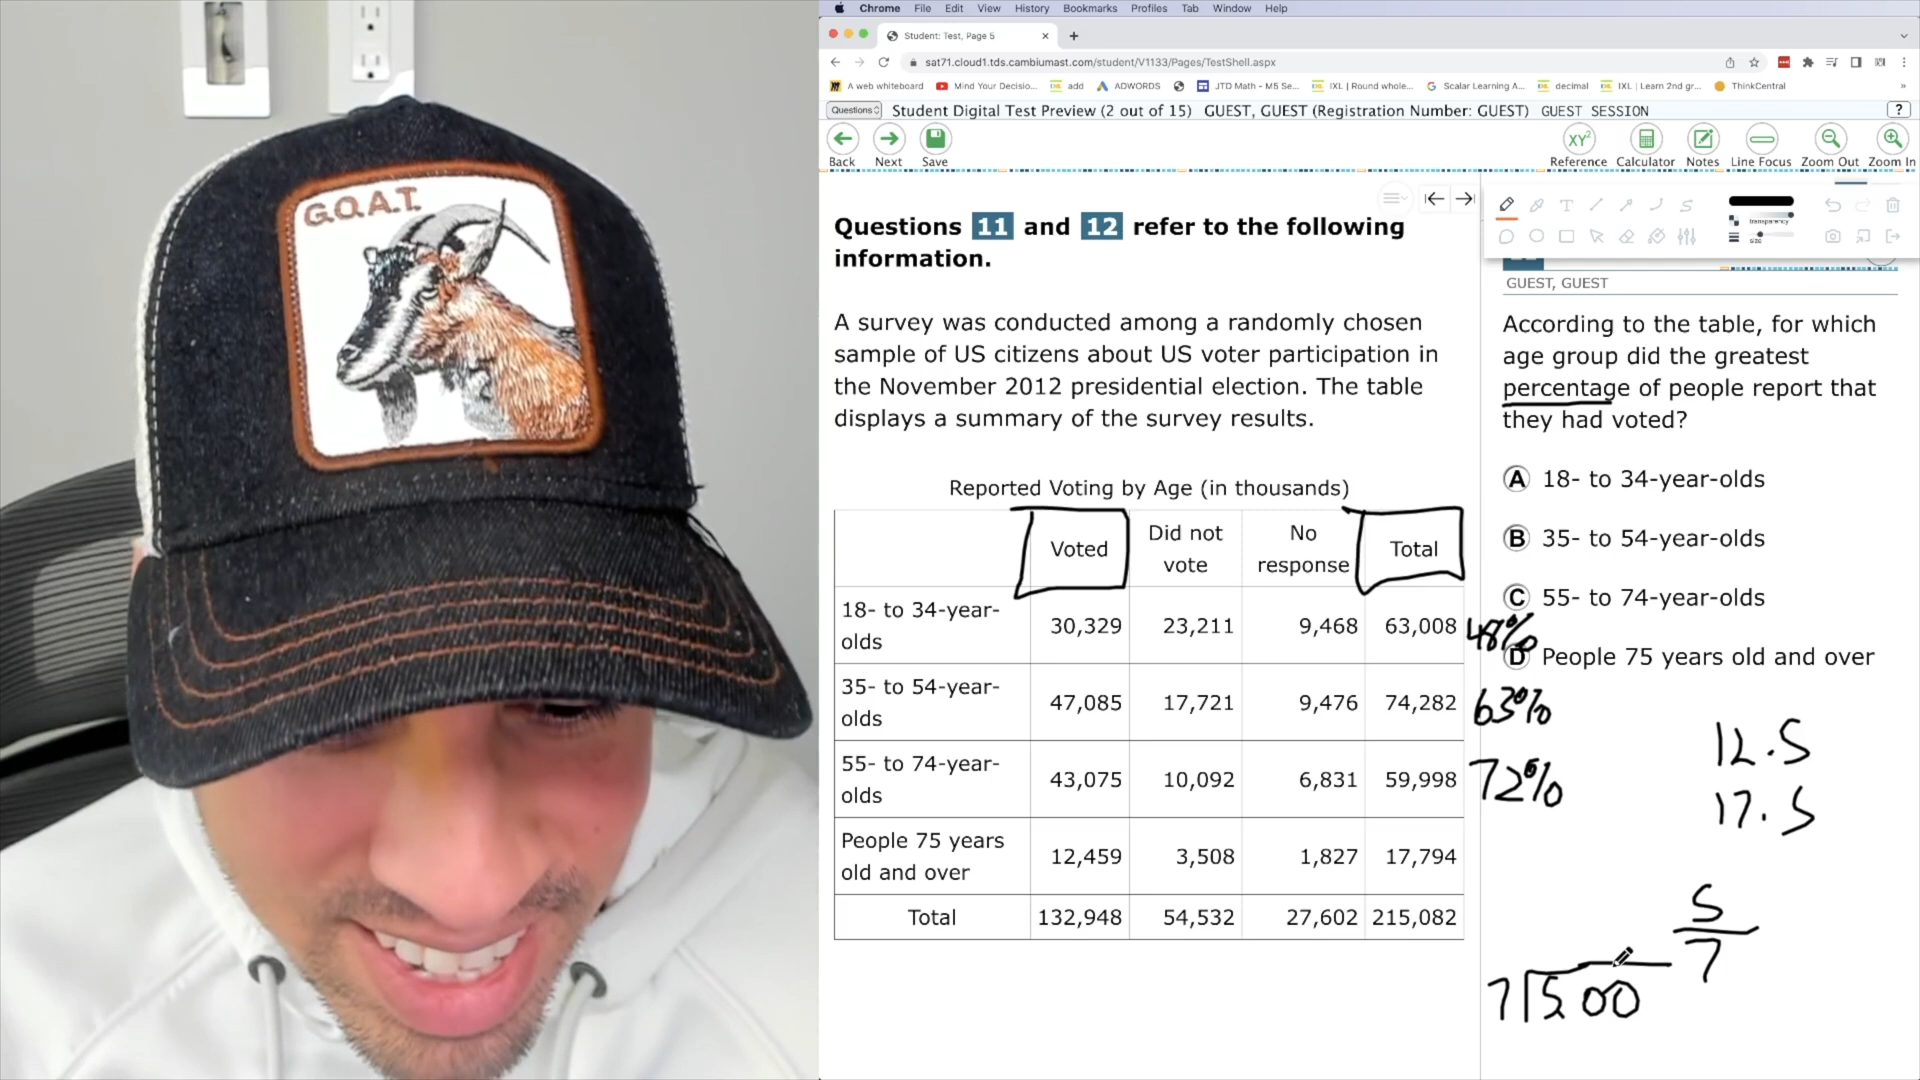 G.O.A.T.
Chrome File Edit View History Bookmarks Profiles Tab Window Help
Student: Test, Page 5
sat71.cloud1.tds.cambiumast.com/student/V1133/Pages/TestShell.aspx
A web whiteboard Mind Your Decisio... add ADWORDS JTD Math - M5 Se... IXL | Round whole... Scalar Learning A... decimal IXL | Learn 2nd gr... ThinkCentral
Questions Student Digital Test Preview (2 out of 15) GUEST, GUEST (Registration Number: GUEST) GUEST SESSION ?
XY²
Back Next Save Reference Calculator Notes Line Focus Zoom Out Zoom In
transparency
size
Questions 11 and 12 refer to the following
information.
A survey was conducted among a randomly chosen
sample of US citizens about US voter participation in
the November 2012 presidential election. The table
displays a summary of the survey results.
Reported Voting by Age (in thousands)
Voted Did not vote No response Total
18- to 34-year-olds 30,329 23,211 9,468 63,008 48%
35- to 54-year-olds 47,085 17,721 9,476 74,282 63%
55- to 74-year-olds 43,075 10,092 6,831 59,998 72%
People 75 years old and over 12,459 3,508 1,827 17,794
Total 132,948 54,532 27,602 215,082
GUEST, GUEST
According to the table, for which
age group did the greatest
percentage of people report that
they had voted?
A 18- to 34-year-olds
B 35- to 54-year-olds
C 55- to 74-year-olds
D People 75 years old and over
12.5
17.5
5
7
7 500